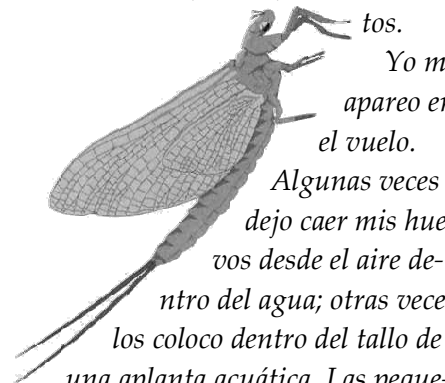 tos.
Yo m
apareo en
el vuelo.
Algunas veces
dejo caer mis hue
vos desde el aire de-
ntro del agua; otras vece
los coloco dentro del tallo de
una aplanta acuática. Las peque-